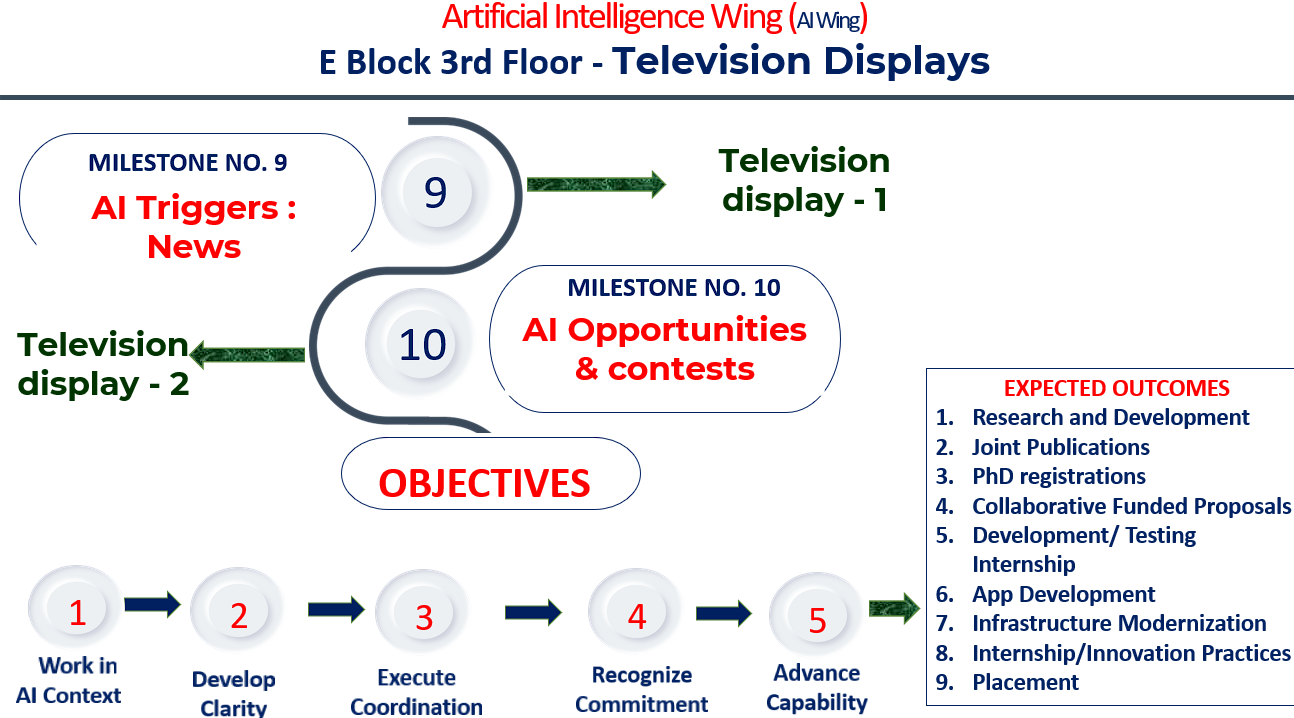 Artificial Intelligence Wing (AI Wing)
E Block 3rd Floor - Television Displays
MILESTONE NO. 9
AI Triggers :
News
9
Television
display - 1
Television
display - 2
10
MILESTONE NO. 10
AI Opportunities
& contests
OBJECTIVES
1
Work in
AI Context
2
Develop
Clarity
3
Execute
Coordination
4
Recognize
Commitment
5
Advance
Capability
EXPECTED OUTCOMES
1. Research and Development
2. Joint Publications
3. PhD registrations
4. Collaborative Funded Proposals
5. Development/ Testing
Internship
6. App Development
7. Infrastructure Modernization
8. Internship/Innovation Practices
9. Placement